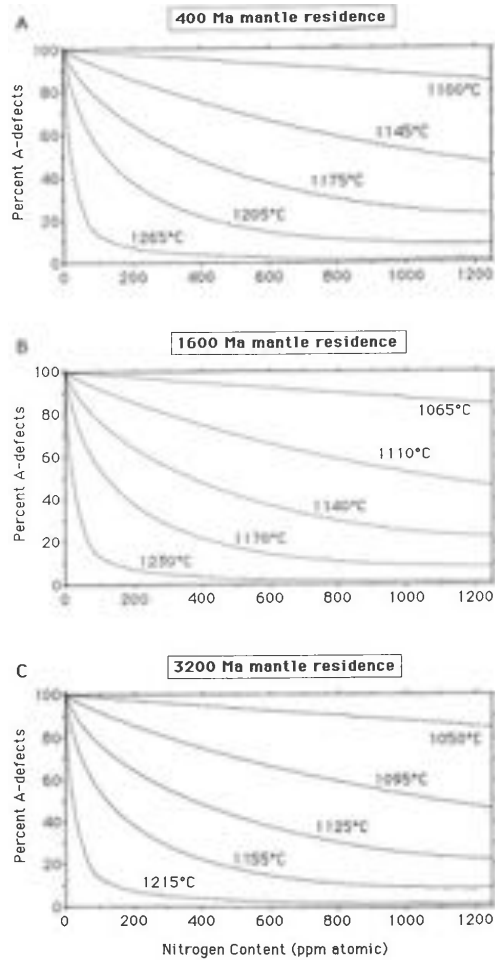 A
400 Ma mantle residence
Percent A-defects
100
80
60
40
20
0
1100°C
1145°C
1175°C
1205°C
1265°C
0 200 400 600 800 1000 1200
B
1600 Ma mantle residence
Percent A-defects
100
80
60
40
20
0
1065°C
1110°C
1140°C
1170°C
1230°C
0 200 400 600 800 1000 1200
C
3200 Ma mantle residence
Percent A-defects
100
80
60
40
20
0
1050°C
1095°C
1125°C
1155°C
1215°C
0 200 400 600 800 1000 1200
Nitrogen Content (ppm atomic)